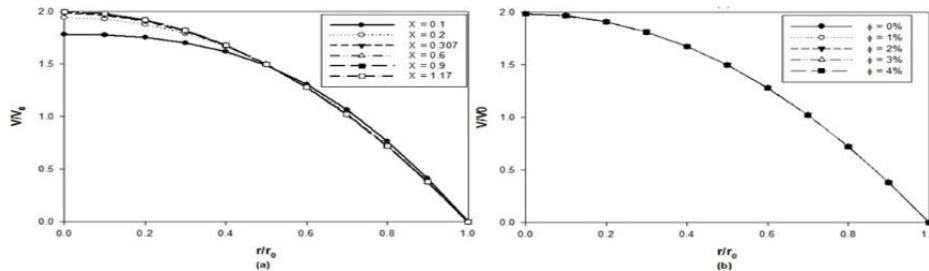 2.0
1.5
1.0
0.5
2.0
V/V0
X = 0.1
X = 0.2
X = 0.307
X = 0.6
X = 0.9
X = 1.17
0.0 0.2 0.4 0.6 0.8 1.0
r/ro
(a)
2.0
1.5
1.0
0.5
0.0
V/V0
ϕ = 0%
ϕ = 1%
ϕ = 2%
ϕ = 3%
ϕ = 4%
0.0 0.2 0.4 0.6 0.8 1.0
r/ro
(b)